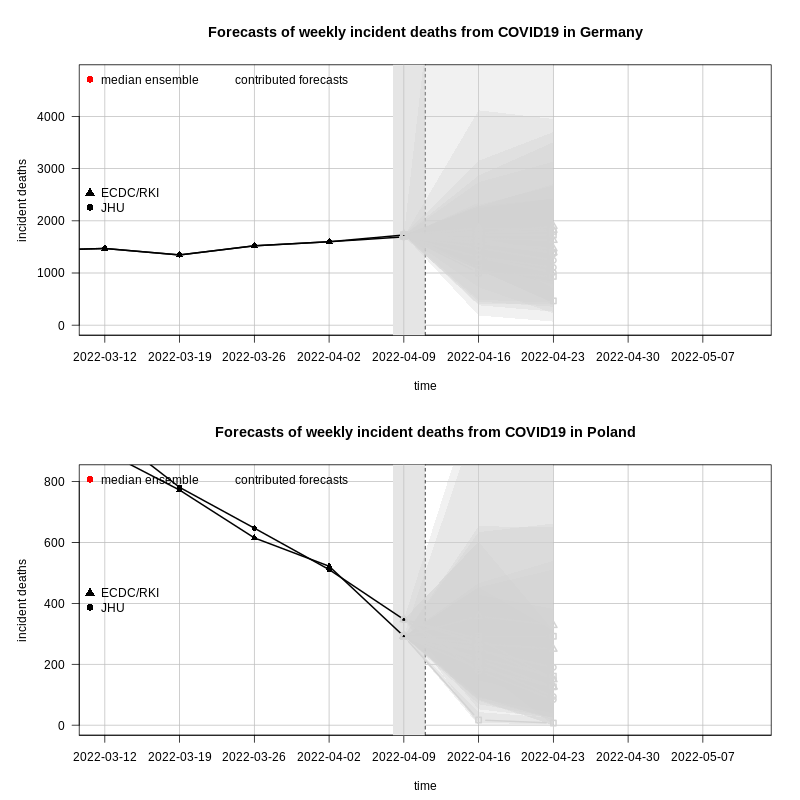 Forecasts of weekly incident deaths from COVID19 in Germany
median ensemble contributed forecasts
4000
3000
ECDC/RKI
JHU
2000
1000
0
incident deaths
2022-03-12 2022-03-19 2022-03-26 2022-04-02 2022-04-09 2022-04-16 2022-04-23 2022-04-30 2022-05-07
time
Forecasts of weekly incident deaths from COVID19 in Poland
800 median ensemble contributed forecasts
600
ECDC/RKI
400 JHU
200
0
incident deaths
2022-03-12 2022-03-19 2022-03-26 2022-04-02 2022-04-09 2022-04-16 2022-04-23 2022-04-30 2022-05-07
time